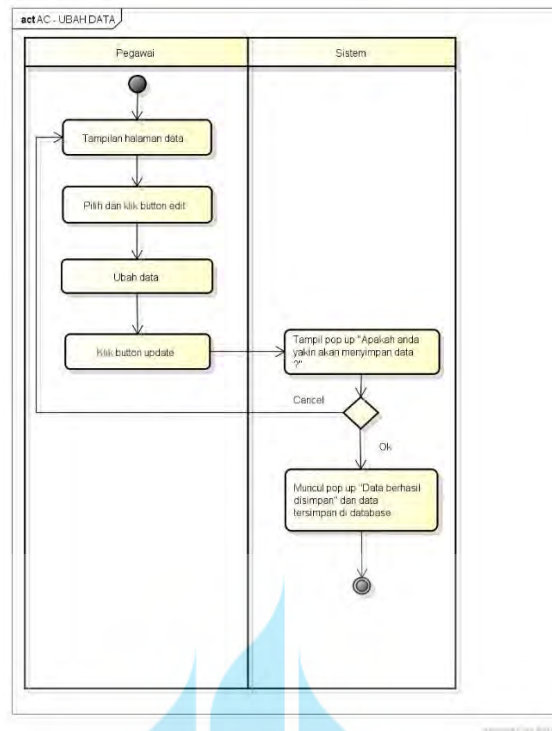 act AC - UBAH DATA
Pegawai
Sistem
Tampilan halaman data
Pilih dan klik button edit
Ubah data
Klik button update
Tampil pop up "Apakah anda
yakin akan menyimpan data
?"
Cancel
Ok
Muncul pop up "Data berhasil
disimpan" dan data
tersimpan di database